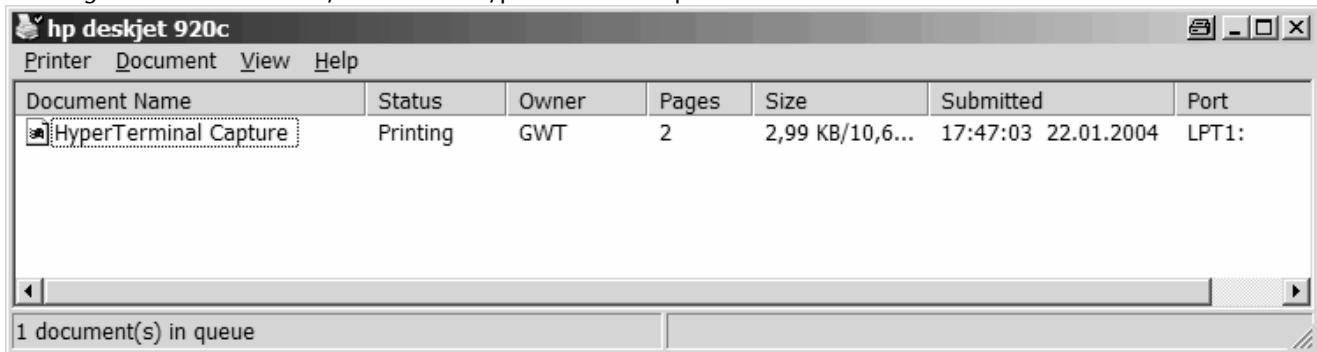 hp deskjet 920c
Printer Document View Help
Document Name Status Owner Pages Size Submitted Port
HyperTerminal Capture Printing GWT 2 2,99 KB/10,6... 17:47:03 22.01.2004 LPT1:
1 document(s) in queue